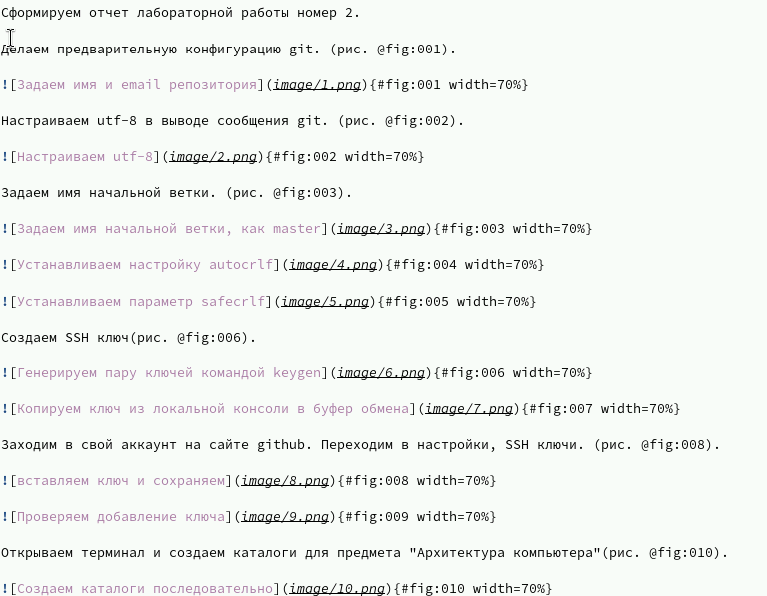 Сформируем отчет лабораторной работы номер 2.
Делаем предварительную конфигурацию git. (рис. @fig:001).
![Задаем имя и email репозитория](image/1.png){#fig:001 width=70%}
Настраиваем utf-8 в выводе сообщения git. (рис. @fig:002).
![Настраиваем utf-8](image/2.png){#fig:002 width=70%}
Задаем имя начальной ветки. (рис. @fig:003).
![Задаем имя начальной ветки, как master](image/3.png){#fig:003 width=70%}
![Устанавливаем настройку autocrlf](image/4.png){#fig:004 width=70%}
![Устанавливаем параметр safecrlf](image/5.png){#fig:005 width=70%}
Создаем SSH ключ(рис. @fig:006).
![Генерируем пару ключей командой keygen](image/6.png){#fig:006 width=70%}
![Копируем ключ из локальной консоли в буфер обмена](image/7.png){#fig:007 width=70%}
Заходим в свой аккаунт на сайте github. Переходим в настройки, SSH ключи. (рис. @fig:008).
![вставляем ключ и сохраняем](image/8.png){#fig:008 width=70%}
![Проверяем добавление ключа](image/9.png){#fig:009 width=70%}
Открываем терминал и создаем каталоги для предмета "Архитектура компьютера"(рис. @fig:010).
![Создаем каталоги последовательно](image/10.png){#fig:010 width=70%}